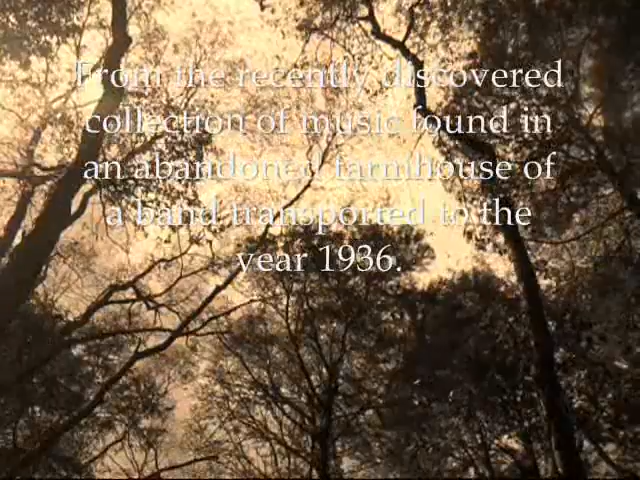 From the recently discovered
collection of music found in
an abandoned farmhouse of
a band transported to the
year 1936.